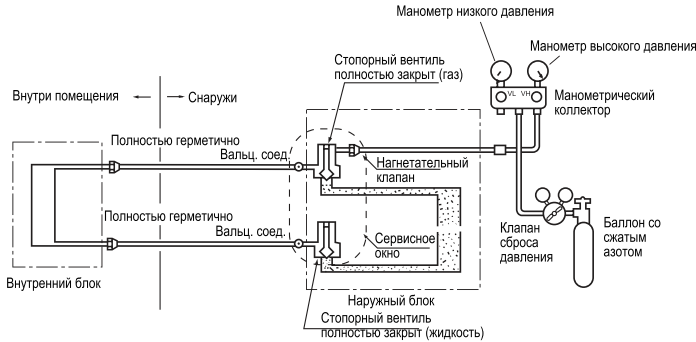 Манометр низкого давления
Манометр высокого давления
Стопорный вентиль
полностью закрыт (газ)
Внутри помещения
Снаружи
VL VH
Манометрический
коллектор
Полностью герметично
Вальц. соед.
Нагнетательный
клапан
Полностью герметично
Вальц. соед.
Сервисное
окно
Клапан
сброса
давления
Баллон со
сжатым
азотом
Внутренний блок
Наружный блок
Стопорный вентиль
полностью закрыт (жидкость)